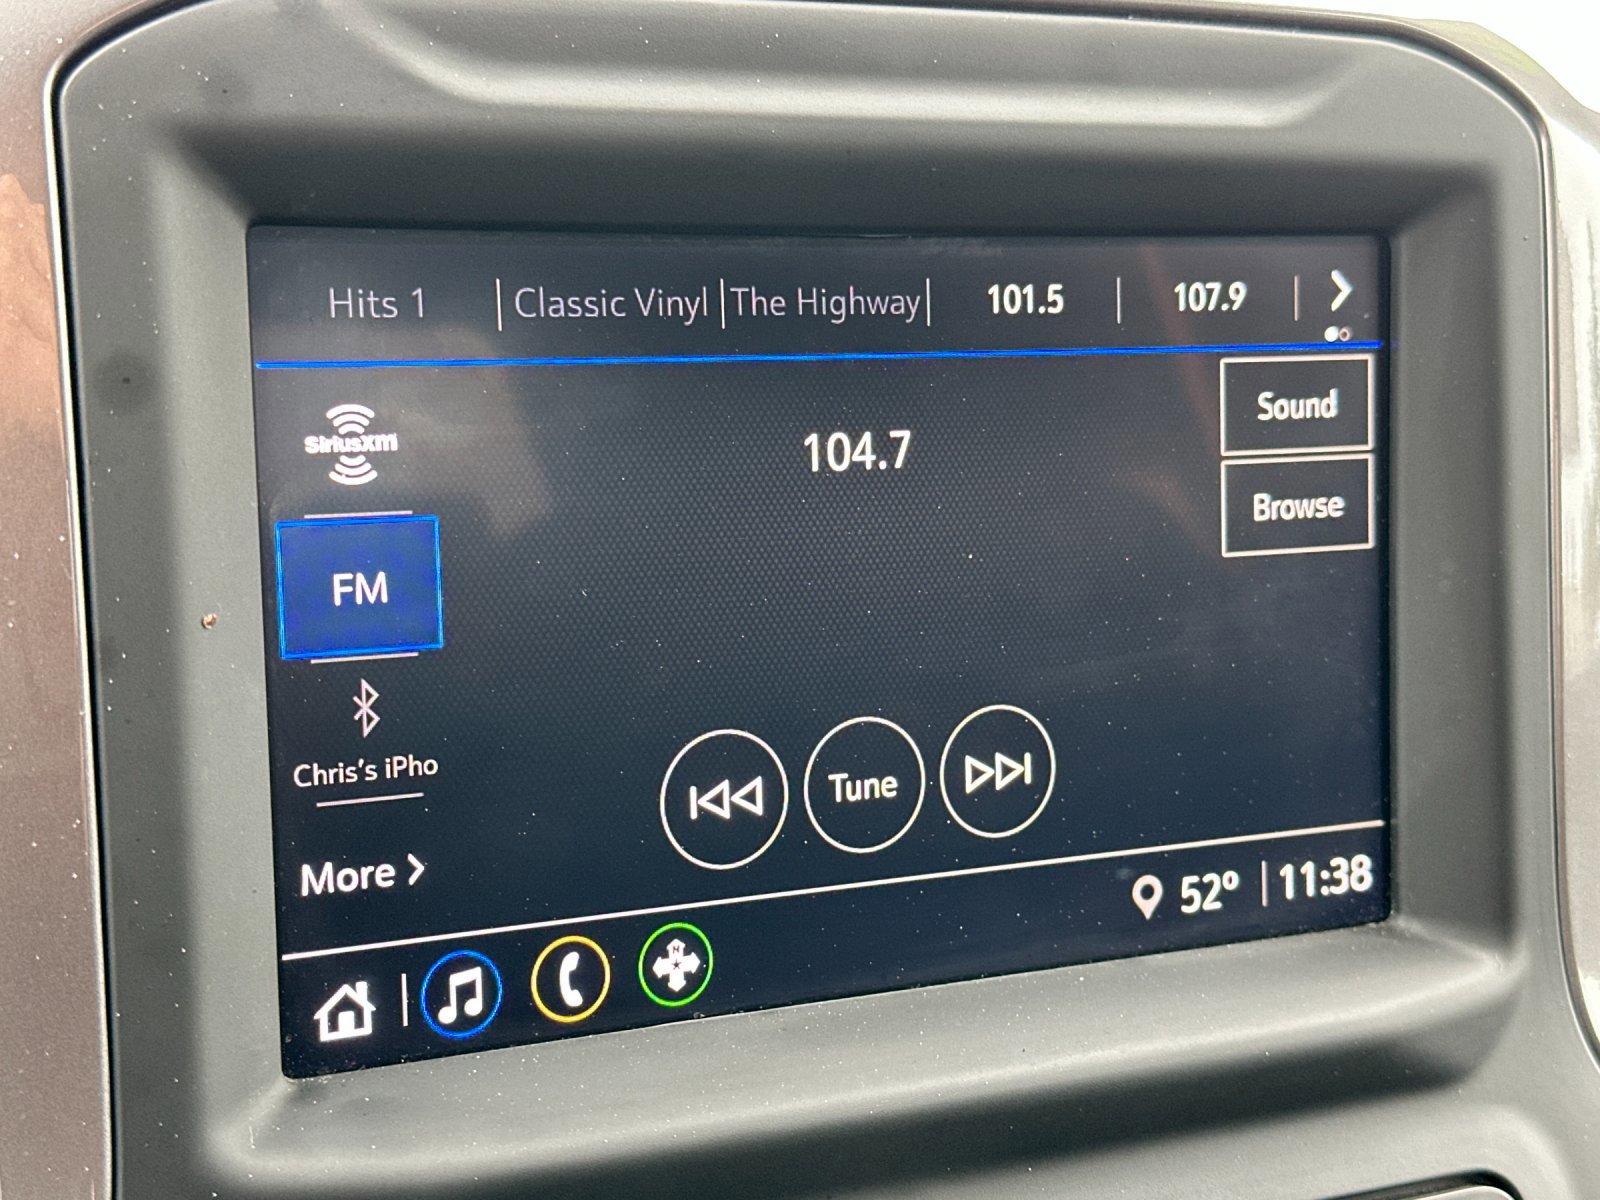 Hits 1 | Classic Vinyl | The Highway | 101.5 | 107.9 |
SiriusXM
104.7
Sound
Browse
FM
Chris's iPho
Tune
More
52° | 11:38
N